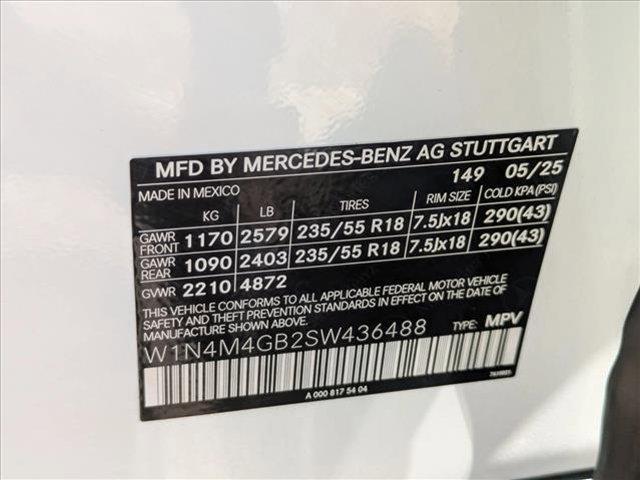 MFD BY MERCEDES-BENZ AG STUTTGART
149 05/25
MADE IN MEXICO
KG LB TIRES RIM SIZE COLD KPA(PSI)
GAWR FRONT 1170 2579 235/55 R18 7.5Jx18 290(43)
GAWR REAR 1090 2403 235/55 R18 7.5Jx18 290(43)
GVWR 2210 4872
THIS VEHICLE CONFORMS TO ALL APPLICABLE FEDERAL MOTOR VEHICLE
SAFETY AND THEFT PREVENTION STANDARDS IN EFFECT ON THE DATE OF
MANUFACTURE SHOWN ABOVE.
W1N4M4GB2SW436488 TYPE: MPV
A 000 817 54 04